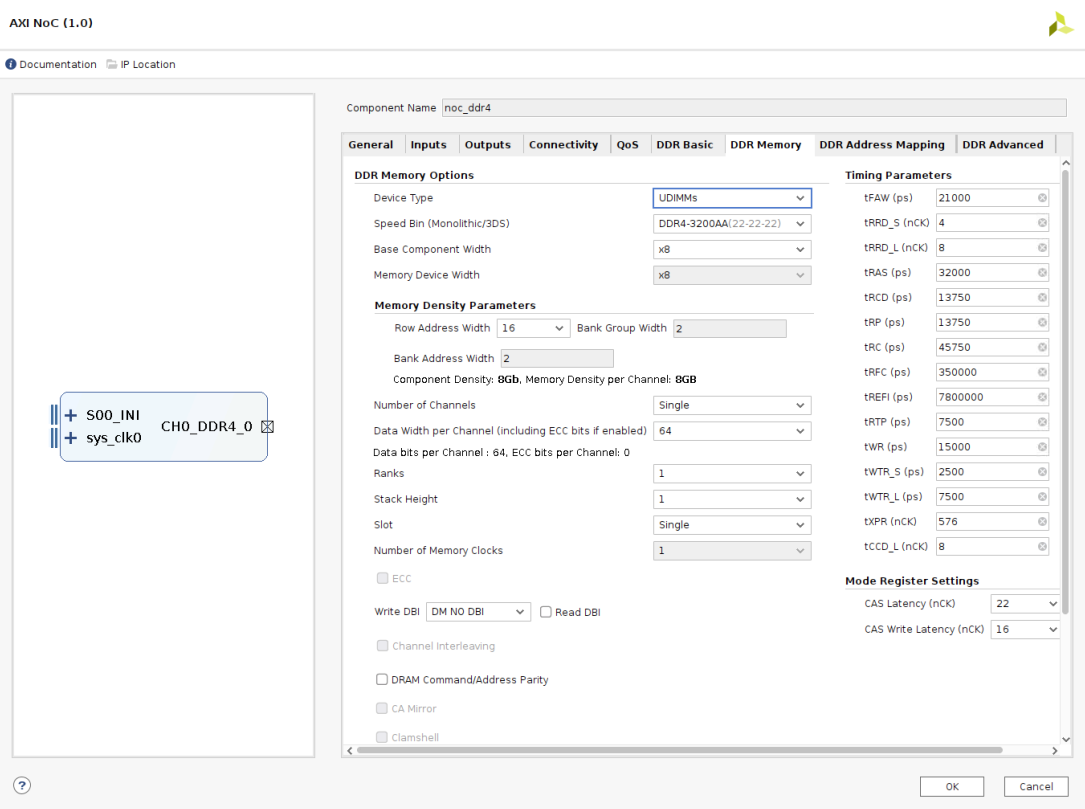 AXI NoC (1.0)
Documentation IP Location
Component Name noc_ddr4
General Inputs Outputs Connectivity QoS DDR Basic DDR Memory DDR Address Mapping DDR Advanced
S00_INI
sys_clk0
CH0_DDR4_0
DDR Memory Options
Device Type UDIMMs
Speed Bin (Monolithic/3DS) DDR4-3200AA(22-22-22)
Base Component Width x8
Memory Device Width x8
Memory Density Parameters
Row Address Width 16 Bank Group Width 2
Bank Address Width 2
Component Density: 8Gb, Memory Density per Channel: 8GB
Number of Channels Single
Data Width per Channel (including ECC bits if enabled) 64
Data bits per Channel : 64, ECC bits per Channel: 0
Ranks 1
Stack Height 1
Slot Single
Number of Memory Clocks 1
ECC
Write DBI DM NO DBI Read DBI
Channel Interleaving
DRAM Command/Address Parity
CA Mirror
Clamshell
Timing Parameters
tFAW (ps) 21000
tRRD_S (nCK) 4
tRRD_L (nCK) 8
tRAS (ps) 32000
tRCD (ps) 13750
tRP (ps) 13750
tRC (ps) 45750
tRFC (ps) 350000
tREFI (ps) 7800000
tRTP (ps) 7500
tWR (ps) 15000
tWTR_S (ps) 2500
tWTR_L (ps) 7500
tXPR (nCK) 576
tCCD_L (nCK) 8
Mode Register Settings
CAS Latency (nCK) 22
CAS Write Latency (nCK) 16
? OK Cancel